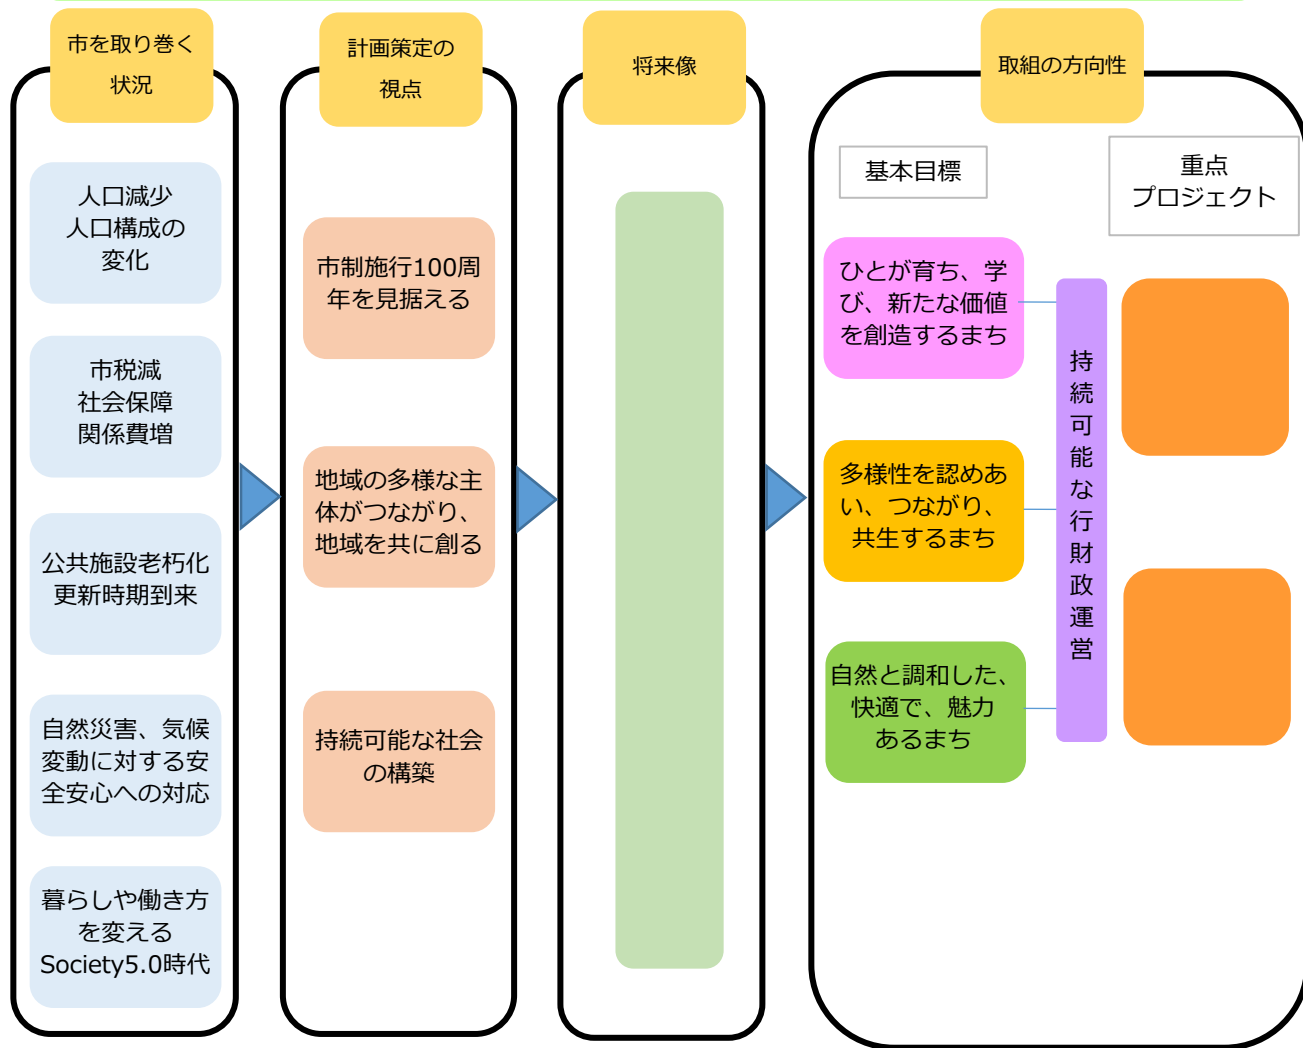 市を取り巻く
状況
人口減少
人口構成の
変化
市税減
社会保障
関係費増
公共施設老朽化
更新時期到来
自然災害、気候
変動に対する安
全安心への対応
暮らしや働き方
を変える
Society5.0時代
計画策定の
視点
市制施行100周
年を見据える
地域の多様な主
体がつながり、
地域を共に創る
持続可能な社会
の構築
将来像
取組の方向性
基本目標
ひとが育ち、学
び、新たな価値
を創造するまち
多様性を認めあ
い、つながり、
共生するまち
自然と調和した、
快適で、魅力
あるまち
持続可能な行財政運営
重点
プロジェクト